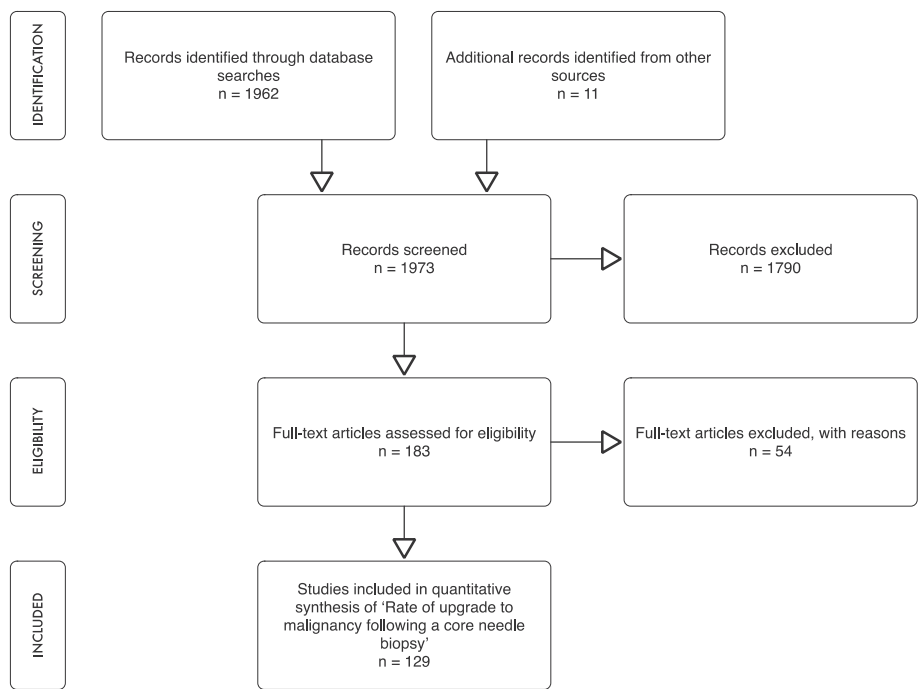 IDENTIFICATION
Records identified through database
searches
n = 1962
Additional records identified from other
sources
n = 11
SCREENING
Records screened
n = 1973
Records excluded
n = 1790
ELIGIBILITY
Full-text articles assessed for eligibility
n = 183
Full-text articles excluded, with reasons
n = 54
INCLUDED
Studies included in quantitative
synthesis of ‘Rate of upgrade to
malignancy following a core needle
biopsy’
n = 129